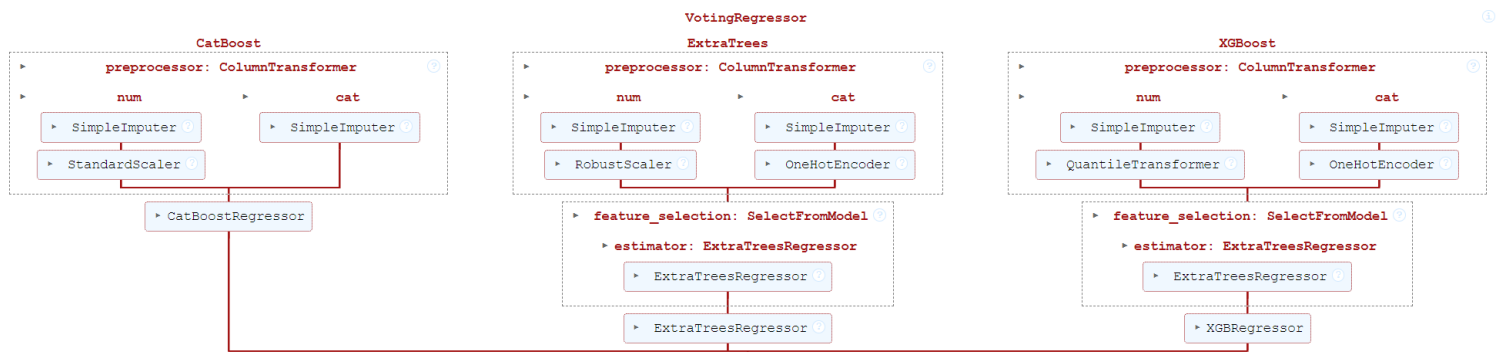 VotingRegressor
CatBoost ExtraTrees XGBoost
preprocessor: ColumnTransformer preprocessor: ColumnTransformer preprocessor: ColumnTransformer
num cat num cat num cat
SimpleImputer SimpleImputer SimpleImputer SimpleImputer SimpleImputer SimpleImputer
StandardScaler RobustScaler OneHotEncoder QuantileTransformer OneHotEncoder
CatBoostRegressor feature_selection: SelectFromModel feature_selection: SelectFromModel
estimator: ExtraTreesRegressor estimator: ExtraTreesRegressor
ExtraTreesRegressor ExtraTreesRegressor
ExtraTreesRegressor XGBRegressor